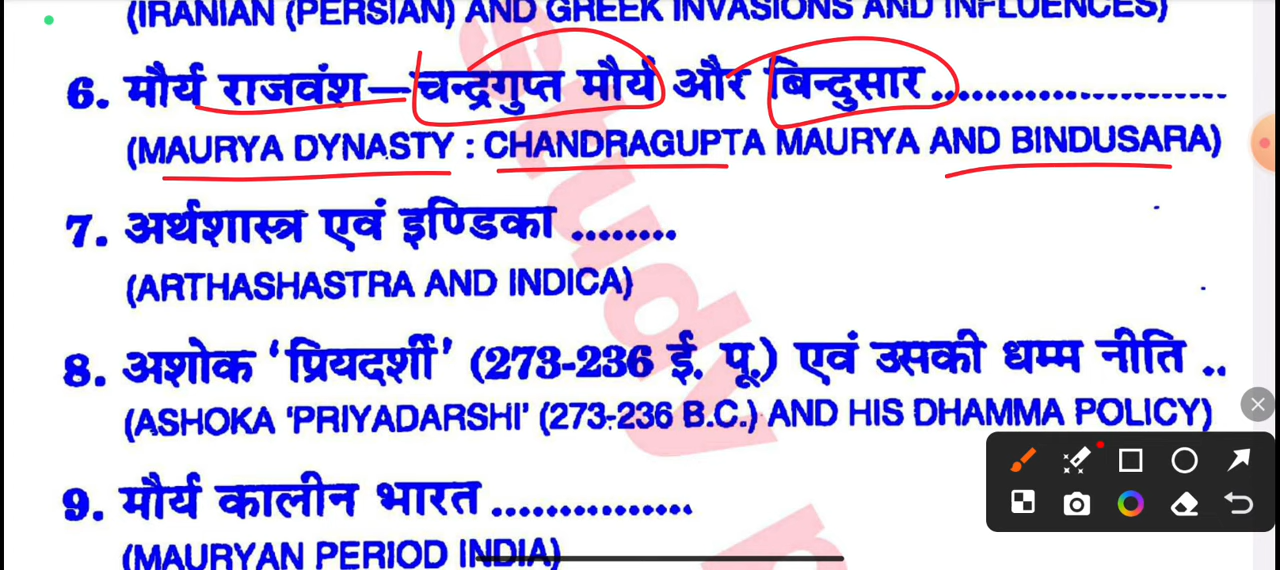 (IRANIAN (PERSIAN) AND GREEK INVASIONS AND INFLUENCES)
6. मौर्य राजवंश—चन्द्रगुप्त मौर्य और बिन्दुसार........................
(MAURYA DYNASTY : CHANDRAGUPTA MAURYA AND BINDUSARA)
7. अर्थशास्त्र एवं इण्डिका ........
(ARTHASHASTRA AND INDICA)
8. अशोक ‘प्रियदर्शी’ (273-236 ई. पू.) एवं उसकी धम्म नीति ..
(ASHOKA 'PRIYADARSHI' (273-236 B.C.) AND HIS DHAMMA POLICY)
9. मौर्य कालीन भारत...............
(MAURYAN PERIOD INDIA)
study